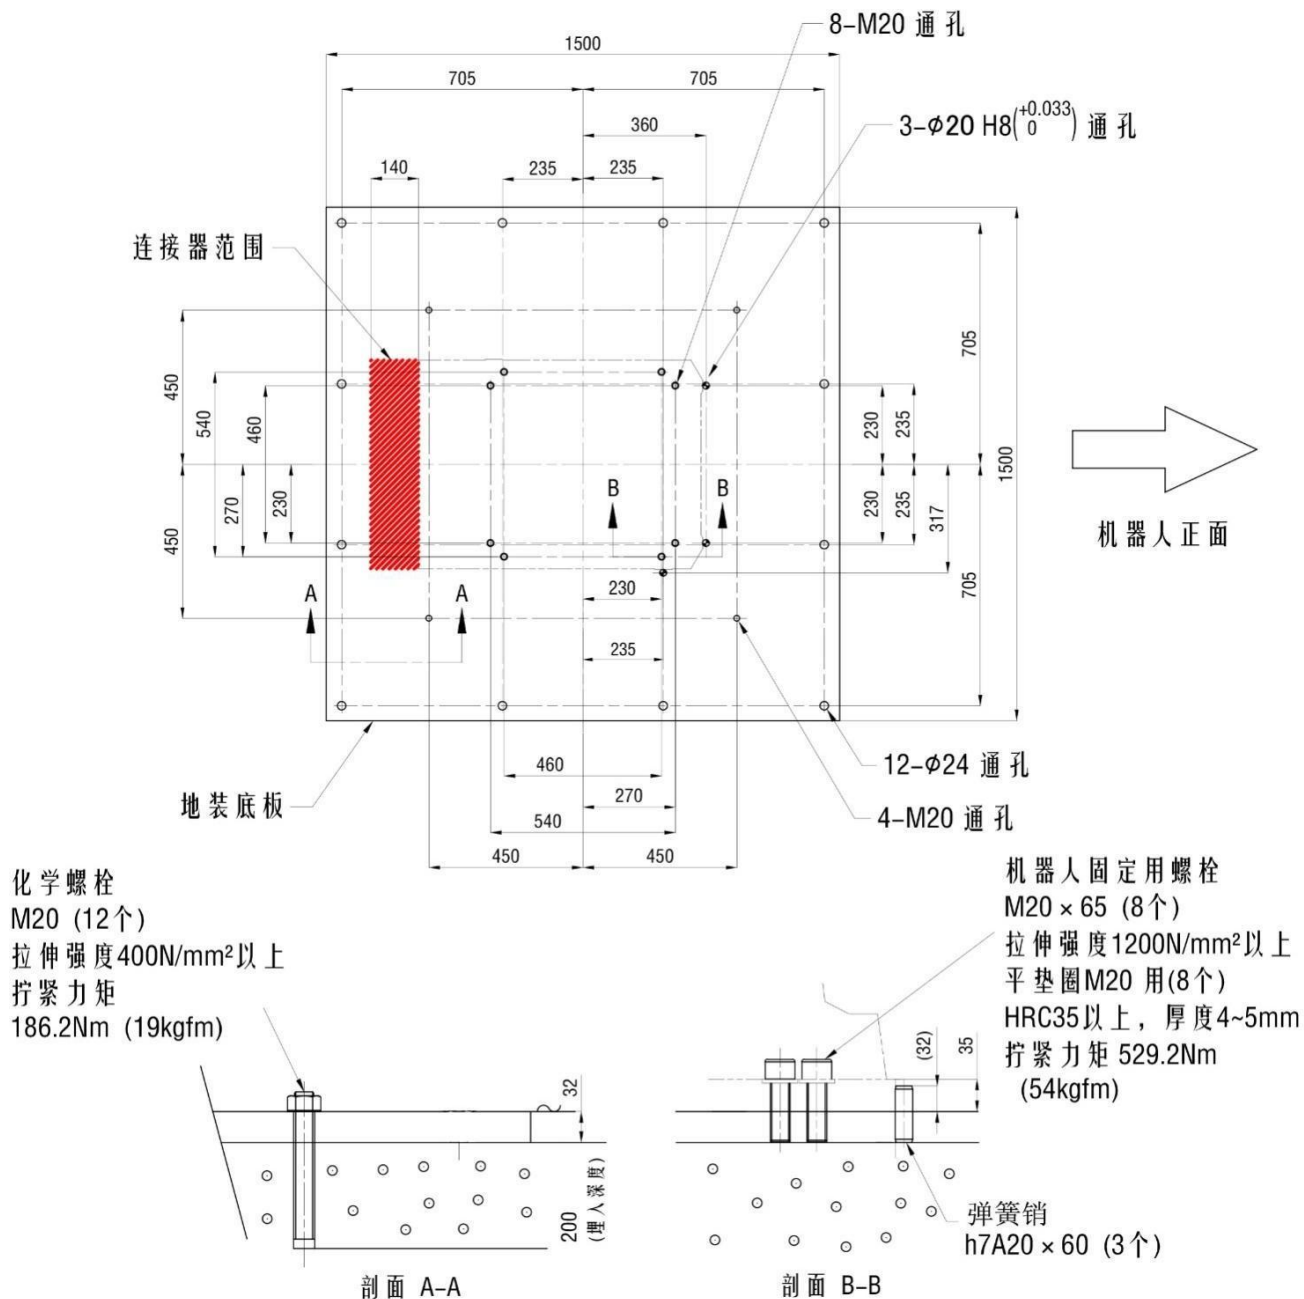 8-M20 通孔
1500
705
705
3-Φ20 H8(+0.033 0) 通孔
360
140
235
235
连接器范围
705
450
540
460
230
235
1500
机器人正面
270
230
B
B
230
235
317
450
A
A
230
705
235
460
12-Φ24 通孔
地装底板
270
4-M20 通孔
540
450
450
化学螺栓
M20 (12个)
拉伸强度400N/mm²以上
拧紧力矩
186.2Nm (19kgfm)
机器人固定用螺栓
M20×65 (8个)
拉伸强度1200N/mm²以上
平垫圈M20 用(8个)
HRC35以上，厚度4~5mm
拧紧力矩 529.2Nm
(54kgfm)
32
(32)
35
200
(埋入深度)
弹簧销
h7A20×60 (3个)
剖面 A-A
剖面 B-B